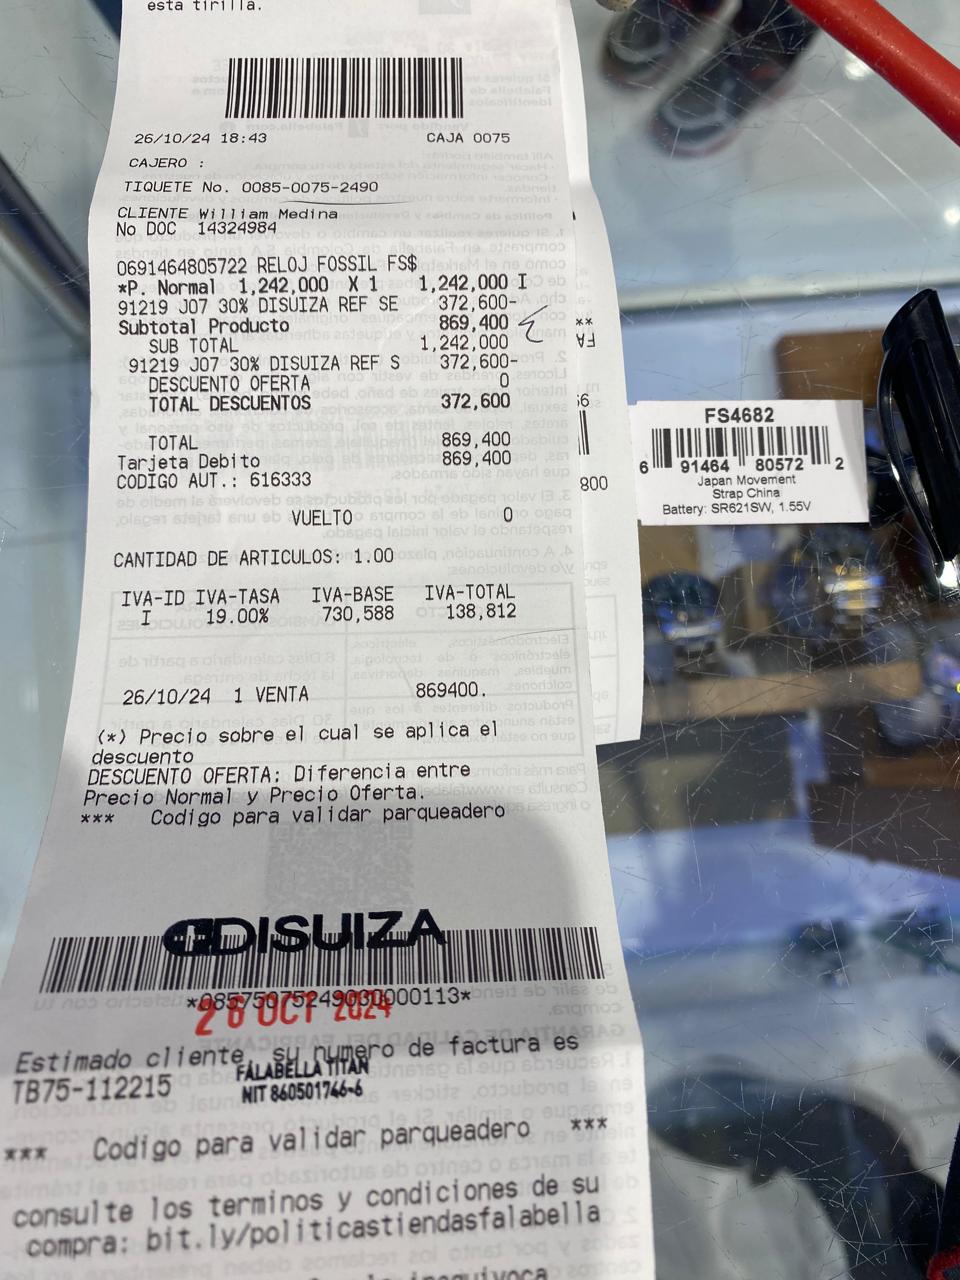 esta tirilla.
26/10/24 18:43 CAJA 0075
CAJERO :
TIQUETE No. 0085-0075-2490
CLIENTE William Medina
No DOC 14324984
0691464805722 RELOJ FOSSIL FS$
*P. Normal 1,242,000 X 1 1,242,000 I
91219 J07 30% DISUIZA REF SE 372,600-
Subtotal Producto 869,400
SUB TOTAL 1,242,000
91219 J07 30% DISUIZA REF S 372,600-
DESCUENTO OFERTA 0
TOTAL DESCUENTOS 372,600
TOTAL 869,400
Tarjeta Debito 869,400
CODIGO AUT.: 616333
VUELTO 0
CANTIDAD DE ARTICULOS: 1.00
IVA-ID IVA-TASA IVA-BASE IVA-TOTAL
I 19.00% 730,588 138,812
26/10/24 1 VENTA 869400.
(*) Precio sobre el cual se aplica el
descuento
DESCUENTO OFERTA: Diferencia entre
Precio Normal y Precio Oferta.
*** Codigo para validar parqueadero
DISUIZA
26 OCT 2024
Estimado cliente, su numero de factura es
TB75-112215
FALABELLA TITAN
NIT 860501746-6
*** Codigo para validar parqueadero ***
consulte los terminos y condiciones de su
compra: bit.ly/politicastiendasfalabella
**
FA
800
FS4682
6 91464 80572 2
Japan Movement
Strap China
Battery: SR621SW, 1.55V